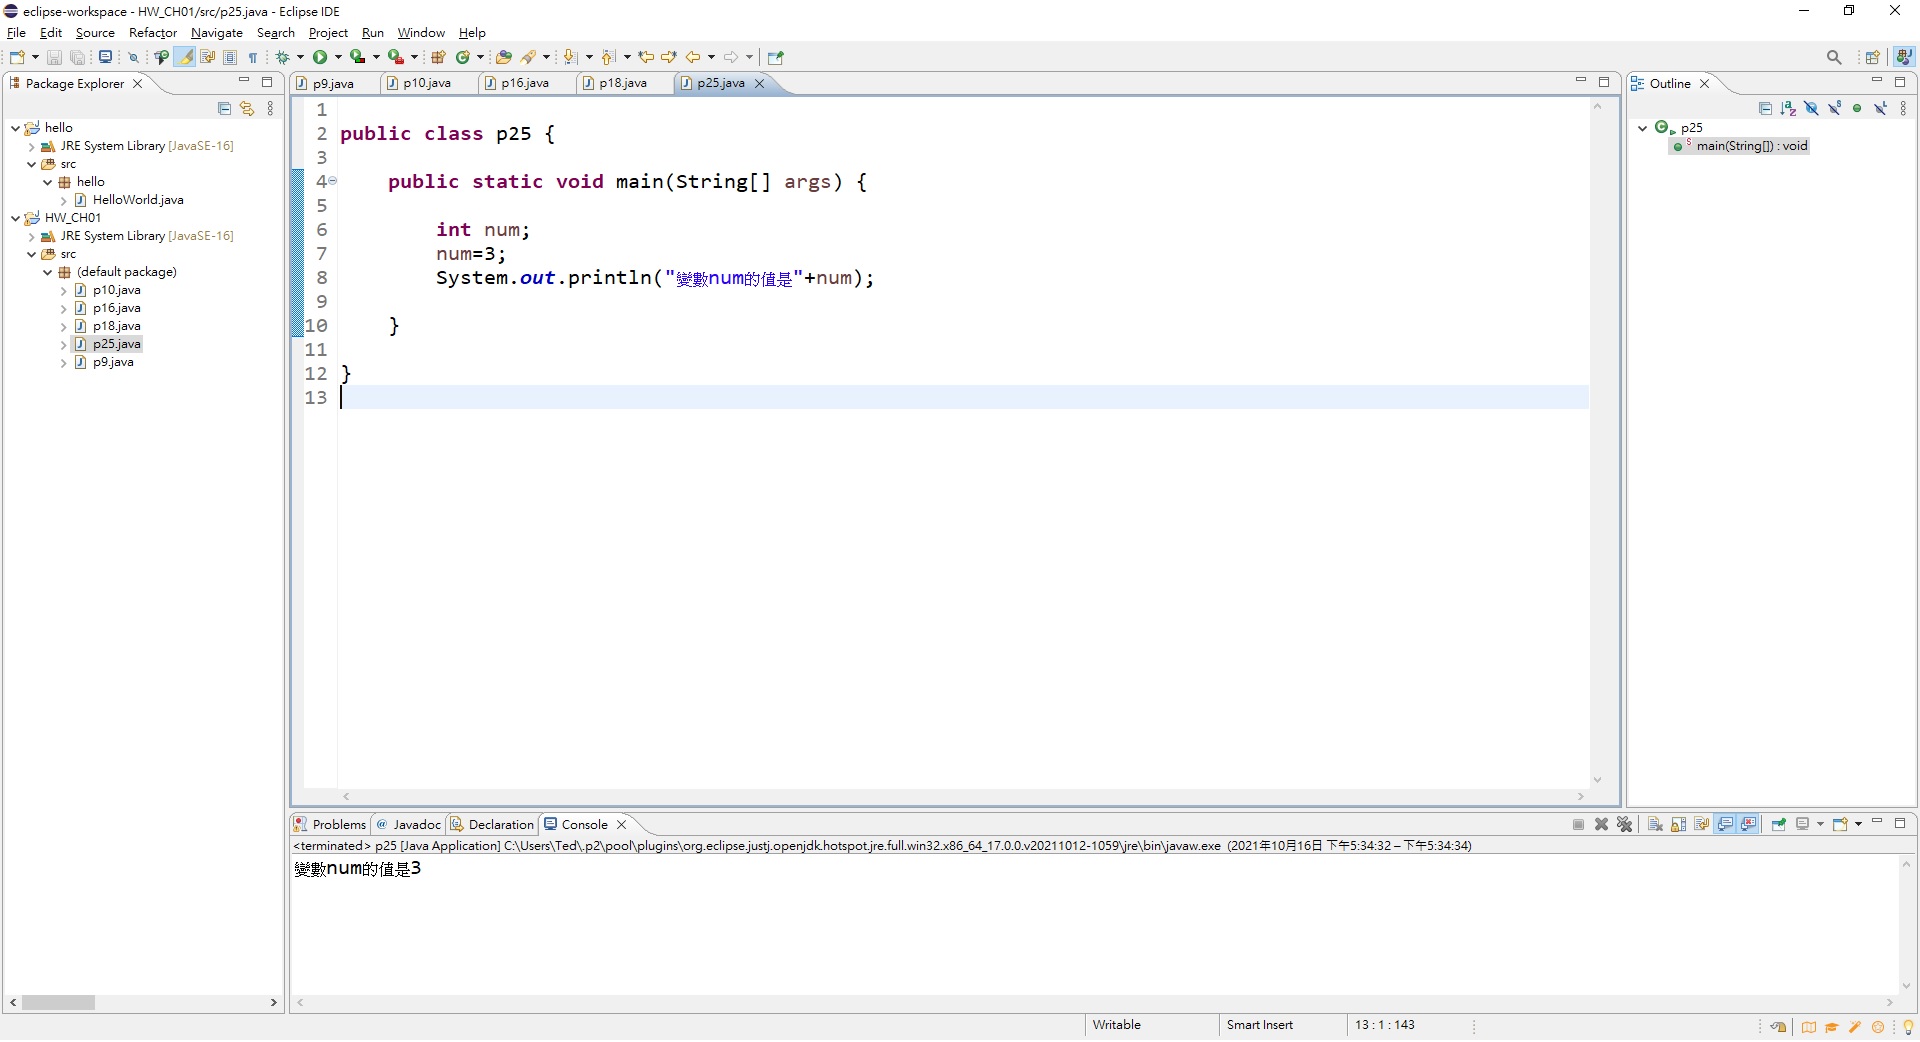 eclipse-workspace - HW_CH01/src/p25.java - Eclipse IDE
File Edit Source Refactor Navigate Search Project Run Window Help
Package Explorer
hello
JRE System Library [JavaSE-16]
src
hello
HelloWorld.java
HW_CH01
JRE System Library [JavaSE-16]
src
(default package)
p10.java
p16.java
p18.java
p25.java
p9.java
p9.java p10.java p16.java p18.java p25.java
1
2 public class p25 {
3
4 public static void main(String[] args) {
5
6 int num;
7 num=3;
8 System.out.println("變數num的值是"+num);
9
10 }
11
12 }
13
Outline
p25
main(String[]) : void
Problems Javadoc Declaration Console
<terminated> p25 [Java Application] C:\Users\Ted\.p2\pool\plugins\org.eclipse.justj.openjdk.hotspot.jre.full.win32.x86_64_17.0.0.v20211012-1059\jre\bin\javaw.exe (2021年10月16日 下午5:34:32 – 下午5:34:34)
變數num的值是3
Writable Smart Insert 13 : 1 : 143